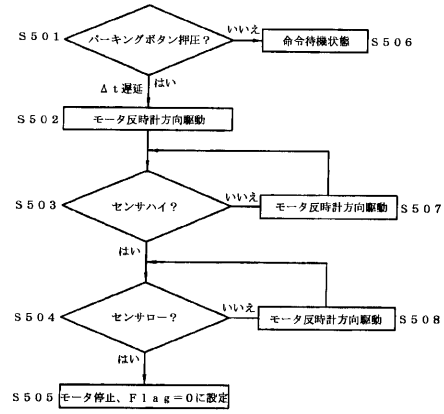 S501
パーキングボタン押圧?
いいえ
命令待機状態
S506
Δt遅延
はい
S502
モータ反時計方向駆動
S503
センサハイ?
いいえ
モータ反時計方向駆動
S507
はい
S504
センサロー?
いいえ
モータ反時計方向駆動
S508
はい
S505
モータ停止、Flag=0に設定